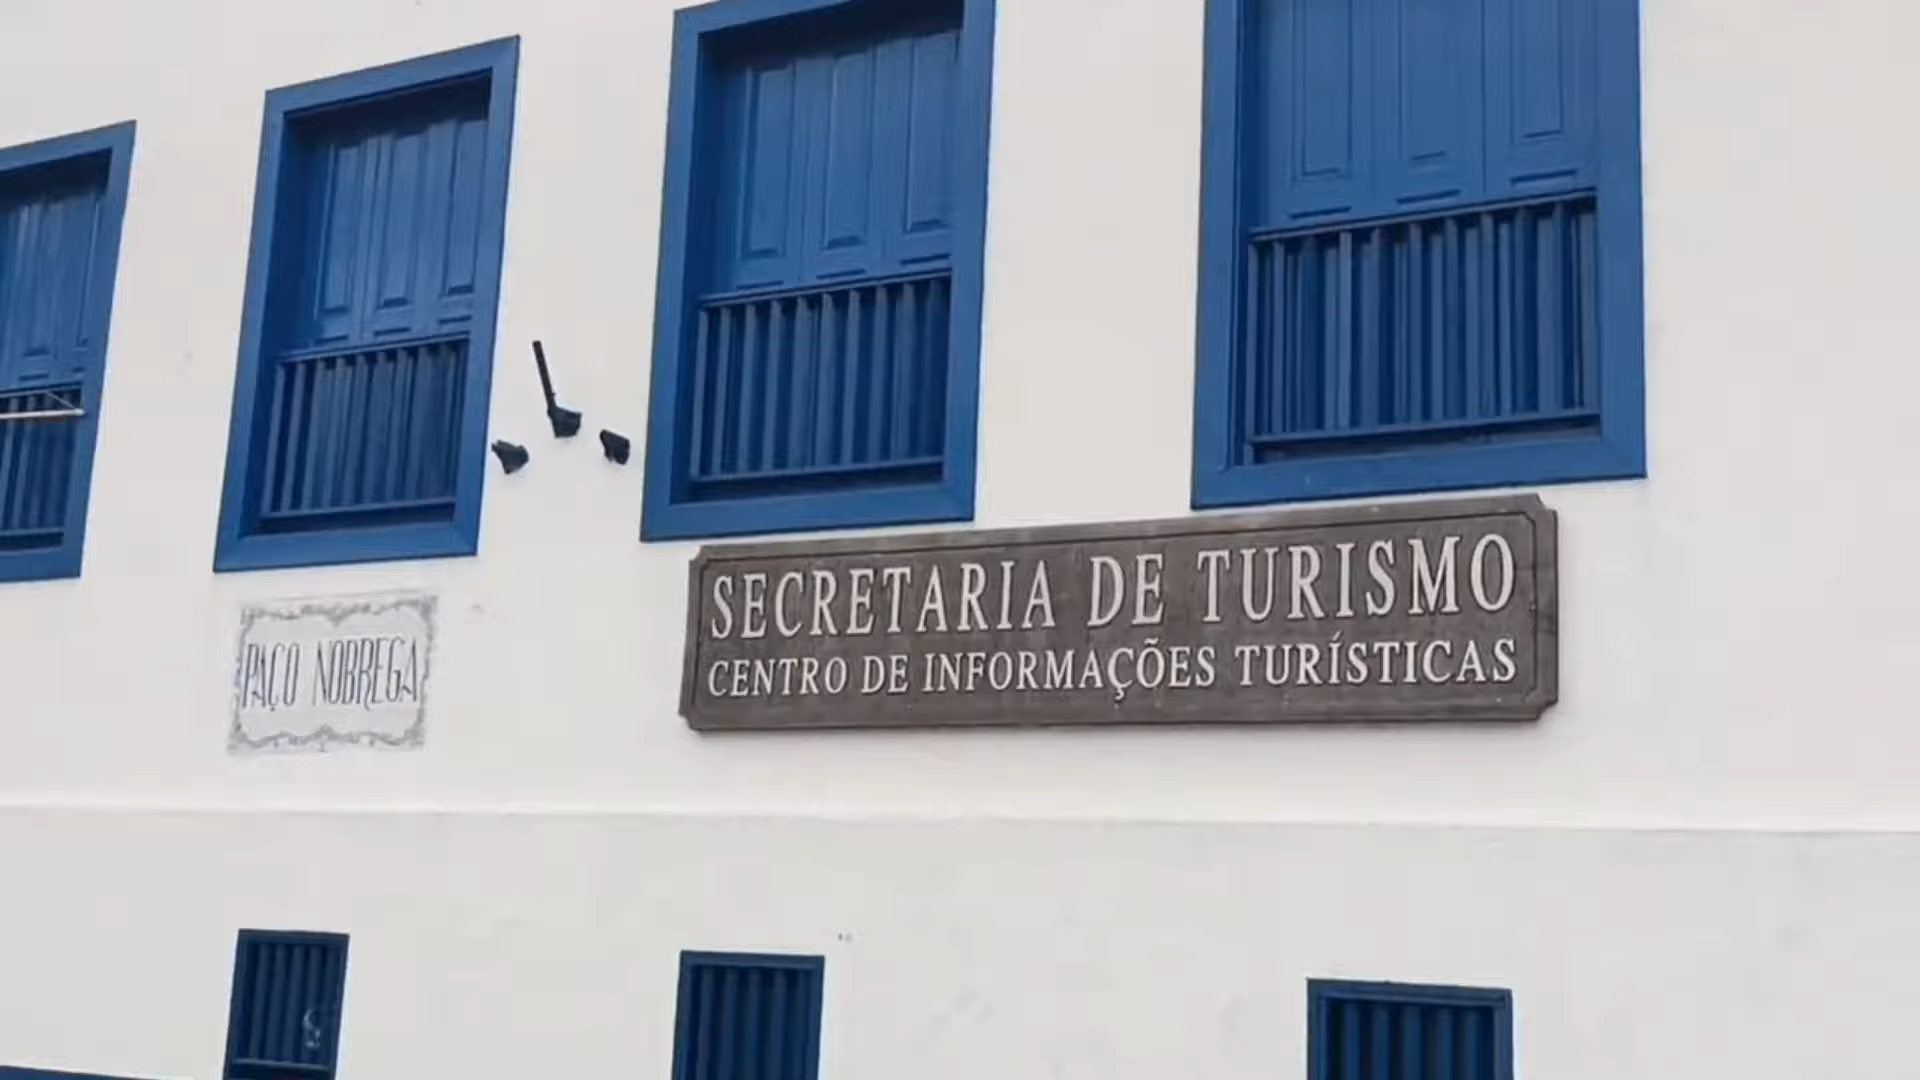 PAÇO NOBREGA
SECRETARIA DE TURISMO
CENTRO DE INFORMAÇÕES TURÍSTICAS